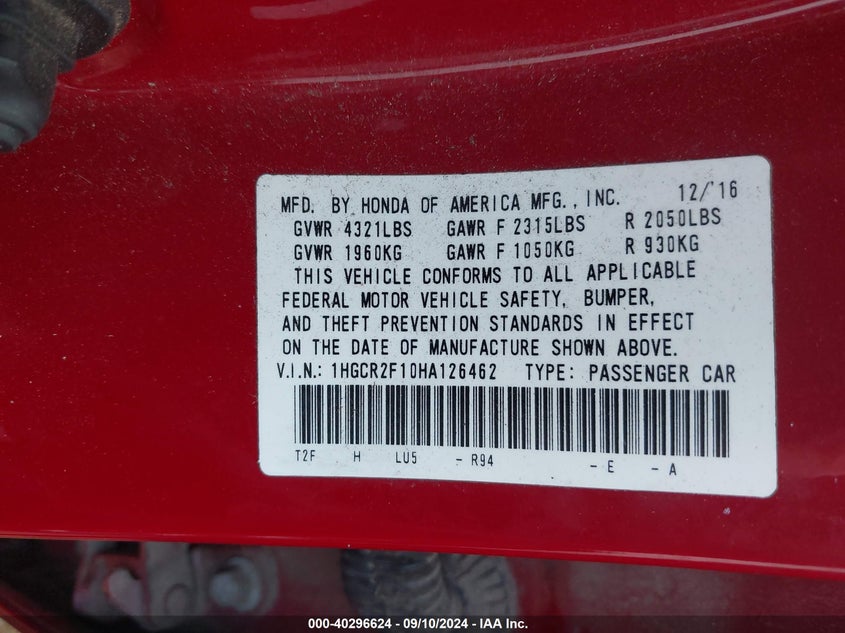 MFD. BY HONDA OF AMERICA MFG., INC. 12/'16
GVWR 4321LBS GAWR F 2315LBS R 2050LBS
GVWR 1960KG GAWR F 1050KG R 930KG
THIS VEHICLE CONFORMS TO ALL APPLICABLE
FEDERAL MOTOR VEHICLE SAFETY, BUMPER,
AND THEFT PREVENTION STANDARDS IN EFFECT
ON THE DATE OF MANUFACTURE SHOWN ABOVE.
V.I.N.: 1HGCR2F10HA126462 TYPE: PASSENGER CAR
T2F H LU5 - R94 - E - A
000-40296624 - 09/10/2024 - IAA Inc.